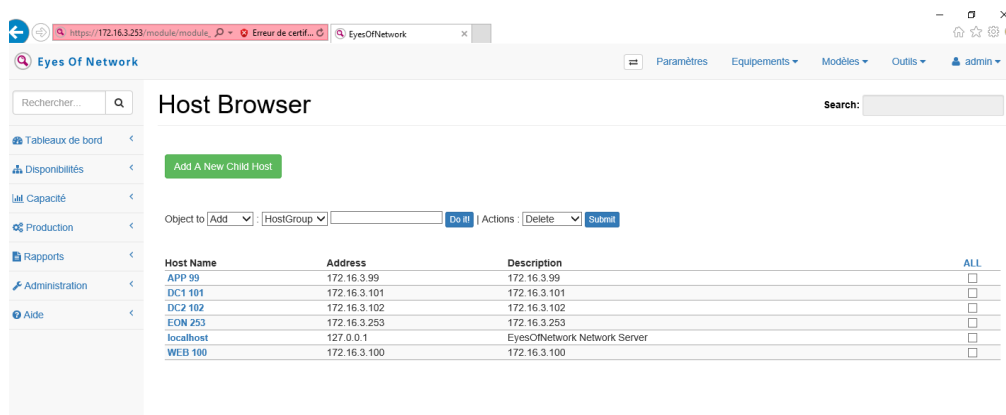 https://172.16.3.253/module/module_ Erreur de certif... EyesOfNetwork
Eyes Of Network
Paramètres Equipements Modèles Outils admin
Rechercher...
Host Browser
Search:
Tableaux de bord
Disponibilités
Capacité
Production
Rapports
Administration
Aide
Add A New Child Host
Object to Add : HostGroup Do it! | Actions : Delete Submit
Host Name Address Description ALL
APP 99 172.16.3.99 172.16.3.99
DC1 101 172.16.3.101 172.16.3.101
DC2 102 172.16.3.102 172.16.3.102
EON 253 172.16.3.253 172.16.3.253
localhost 127.0.0.1 EyesOfNetwork Network Server
WEB 100 172.16.3.100 172.16.3.100